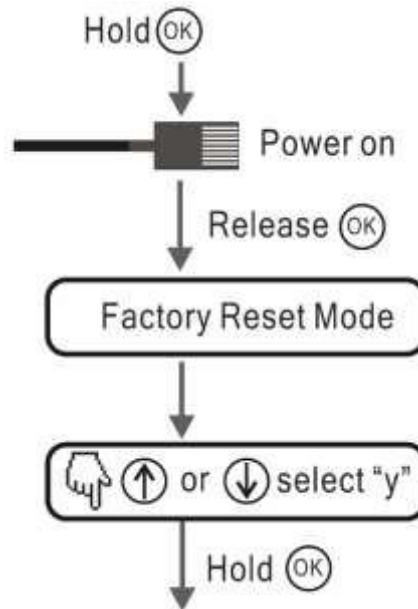 Hold OK
Power on
Release OK
Factory Reset Mode
↑ or ↓ select “y”
Hold OK